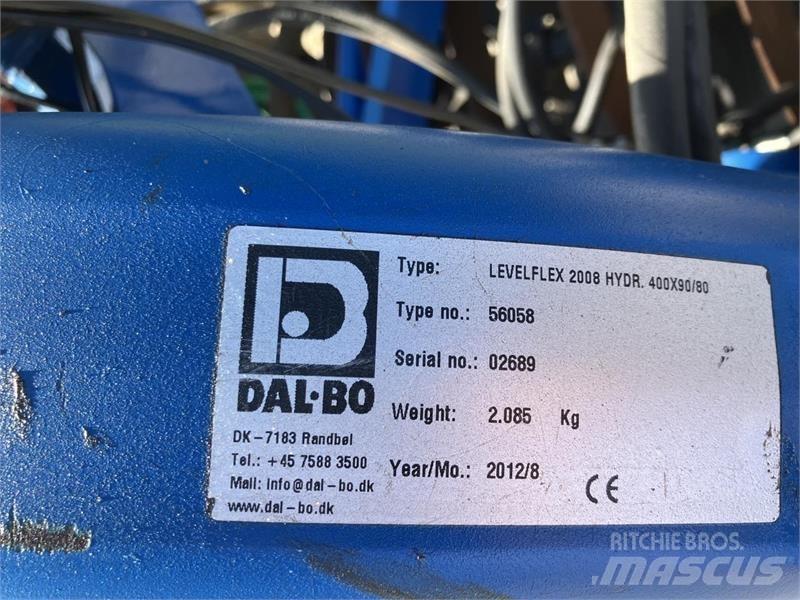 DAL·BO
DK-7183 Randbøl
Tel.: +45 7588 3500
Mail: info@dal-bo.dk
www.dal-bo.dk
Type: LEVELFLEX 2008 HYDR. 400X90/80
Type no.: 56058
Serial no.: 02689
Weight: 2.085 Kg
Year/Mo.: 2012/8
CE
RITCHIE BROS.
MASCUS